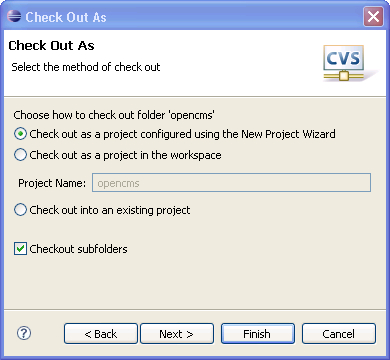 Check Out As
Check Out As
Select the method of check out
CVS
Choose how to check out folder 'opencms'
Check out as a project configured using the New Project Wizard
Check out as a project in the workspace
Project Name: opencms
Check out into an existing project
Checkout subfolders
? < Back Next > Finish Cancel